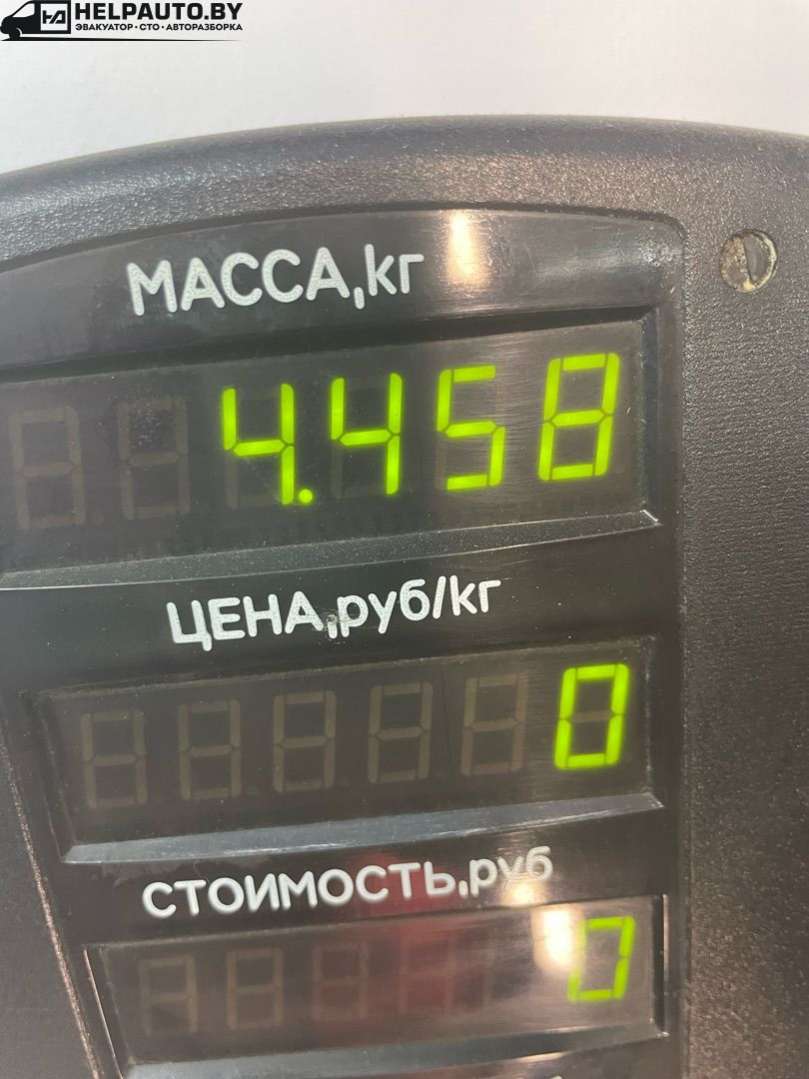 HELPAUTO.BY
ЭВАКУАТОР · СТО · АВТОРАЗБОРКА
МАССА,кг
4.458
ЦЕНА,руб/кг
0
СТОИМОСТЬ,руб
0